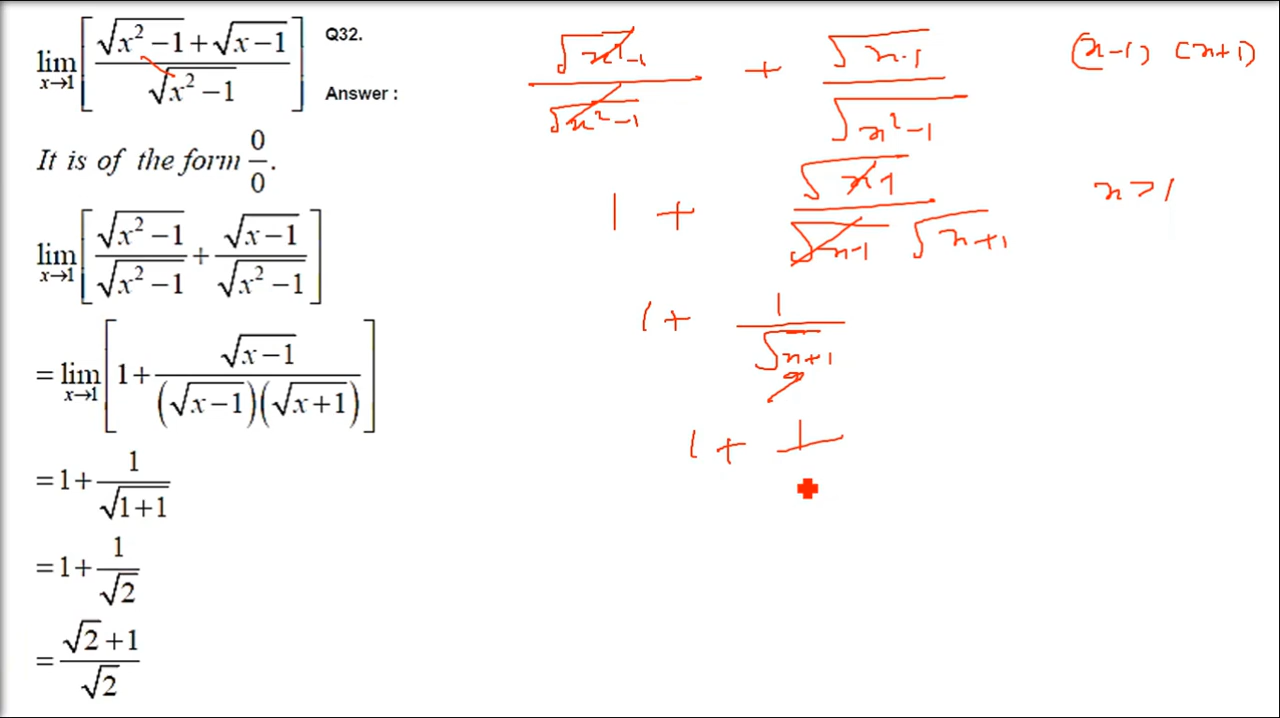 lim x→1 [ (√(x² −1) + √(x −1)) / √(x² −1) ]
Q32.
Answer :
It is of the form 0/0.
lim x→1 [ √(x² −1) / √(x² −1) + √(x −1) / √(x² −1) ]
= lim x→1 [ 1 + √(x −1) / (√(x −1))(√(x +1)) ]
= 1 + 1/√(1+1)
= 1 + 1/√2
= (√2 +1)/√2
√(x² −1) / √(x² −1) + √(x-1) / √(x² −1)
(x−1) (x+1)
1 + √(x-1) / √(x-1) √(x+1)
x > 1
1 + 1 / √(x+1)
1 + 1 /